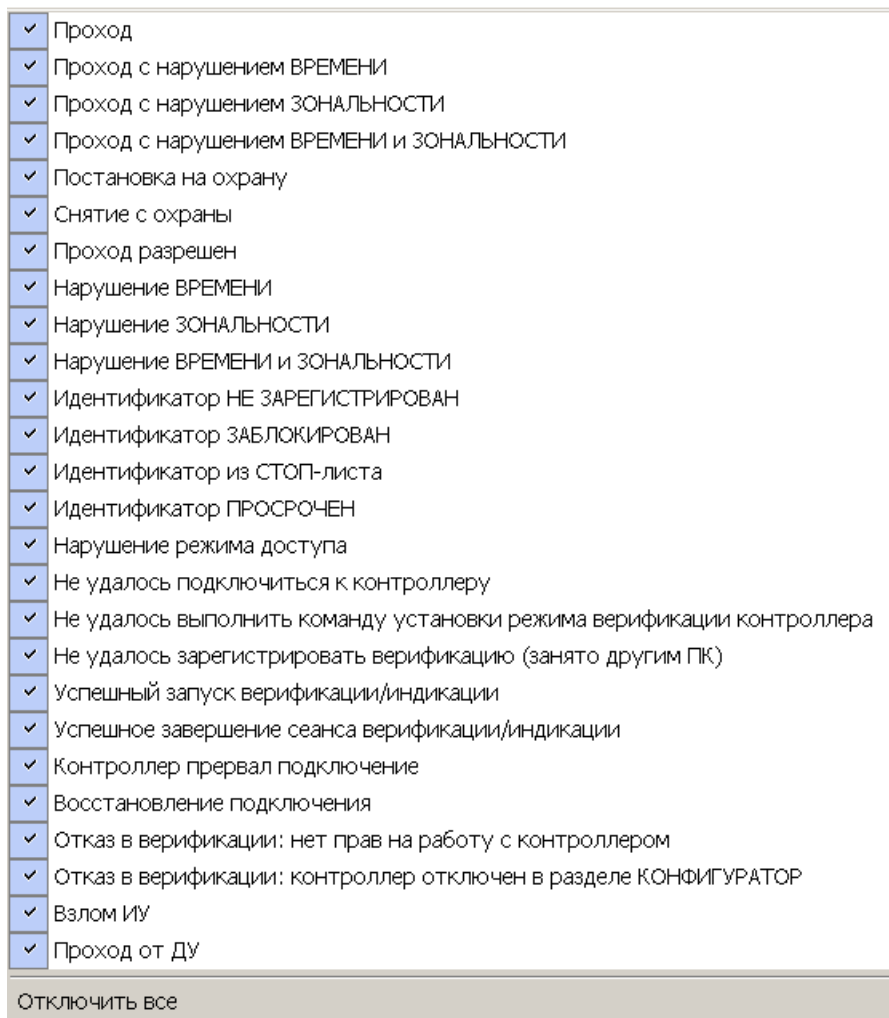 Проход
Проход с нарушением ВРЕМЕНИ
Проход с нарушением ЗОНАЛЬНОСТИ
Проход с нарушением ВРЕМЕНИ и ЗОНАЛЬНОСТИ
Постановка на охрану
Снятие с охраны
Проход разрешен
Нарушение ВРЕМЕНИ
Нарушение ЗОНАЛЬНОСТИ
Нарушение ВРЕМЕНИ и ЗОНАЛЬНОСТИ
Идентификатор НЕ ЗАРЕГИСТРИРОВАН
Идентификатор ЗАБЛОКИРОВАН
Идентификатор из СТОП-листа
Идентификатор ПРОСРОЧЕН
Нарушение режима доступа
Не удалось подключиться к контроллеру
Не удалось выполнить команду установки режима верификации контроллера
Не удалось зарегистрировать верификацию (занято другим ПК)
Успешный запуск верификации/индикации
Успешное завершение сеанса верификации/индикации
Контроллер прервал подключение
Восстановление подключения
Отказ в верификации: нет прав на работу с контроллером
Отказ в верификации: контроллер отключен в разделе КОНФИГУРАТОР
Взлом ИУ
Проход от ДУ
Отключить все